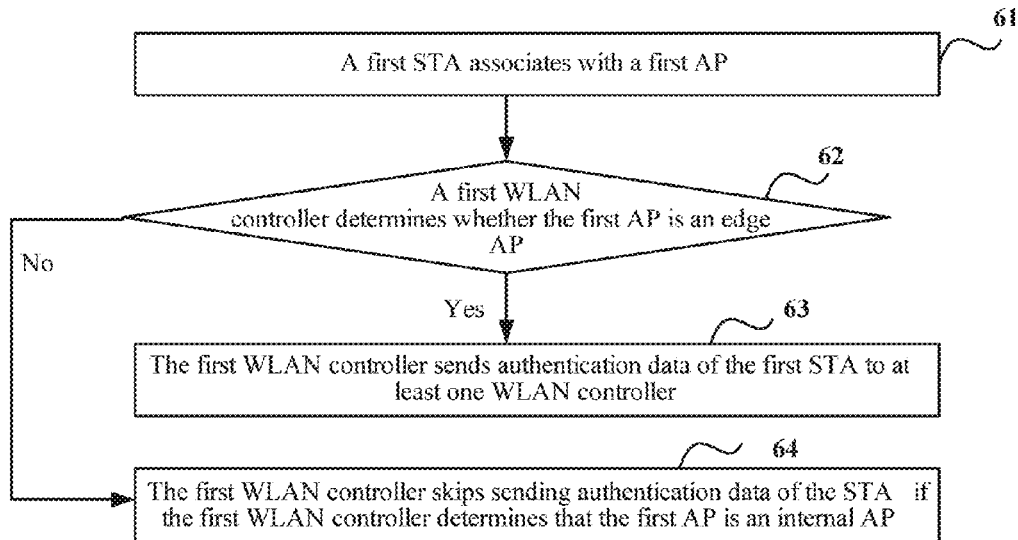 61
A first STA associates with a first AP
62
A first WLAN
controller determines whether the first AP is an edge
AP
No
Yes
63
The first WLAN controller sends authentication data of the first STA to at
least one WLAN controller
64
The first WLAN controller skips sending authentication data of the STA if
the first WLAN controller determines that the first AP is an internal AP